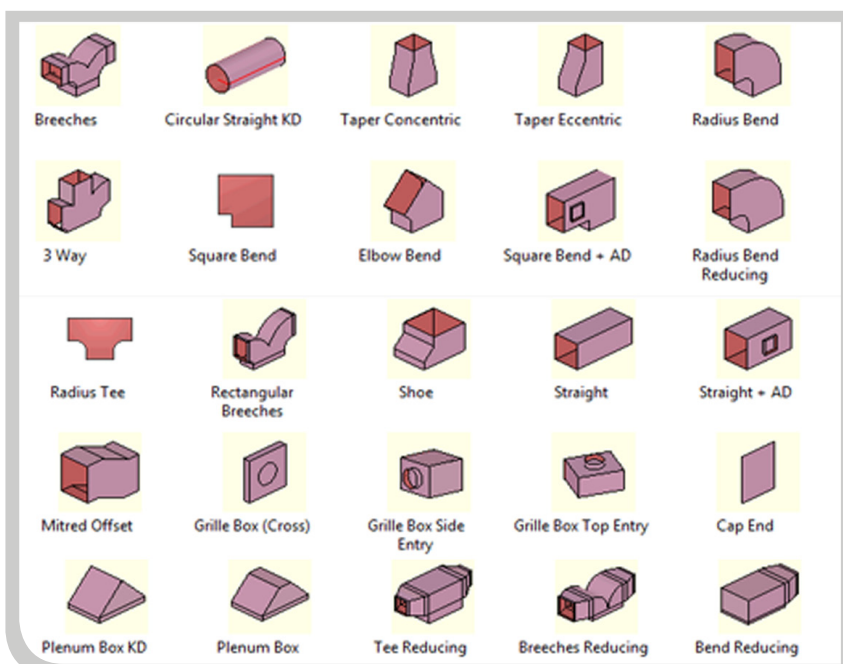 Breeches
Circular Straight KD
Taper Concentric
Taper Eccentric
Radius Bend
3 Way
Square Bend
Elbow Bend
Square Bend + AD
Radius Bend
Reducing
Radius Tee
Rectangular
Breeches
Shoe
Straight
Straight + AD
Mitred Offset
Grille Box (Cross)
Grille Box Side
Entry
Grille Box Top Entry
Cap End
Plenum Box KD
Plenum Box
Tee Reducing
Breeches Reducing
Bend Reducing